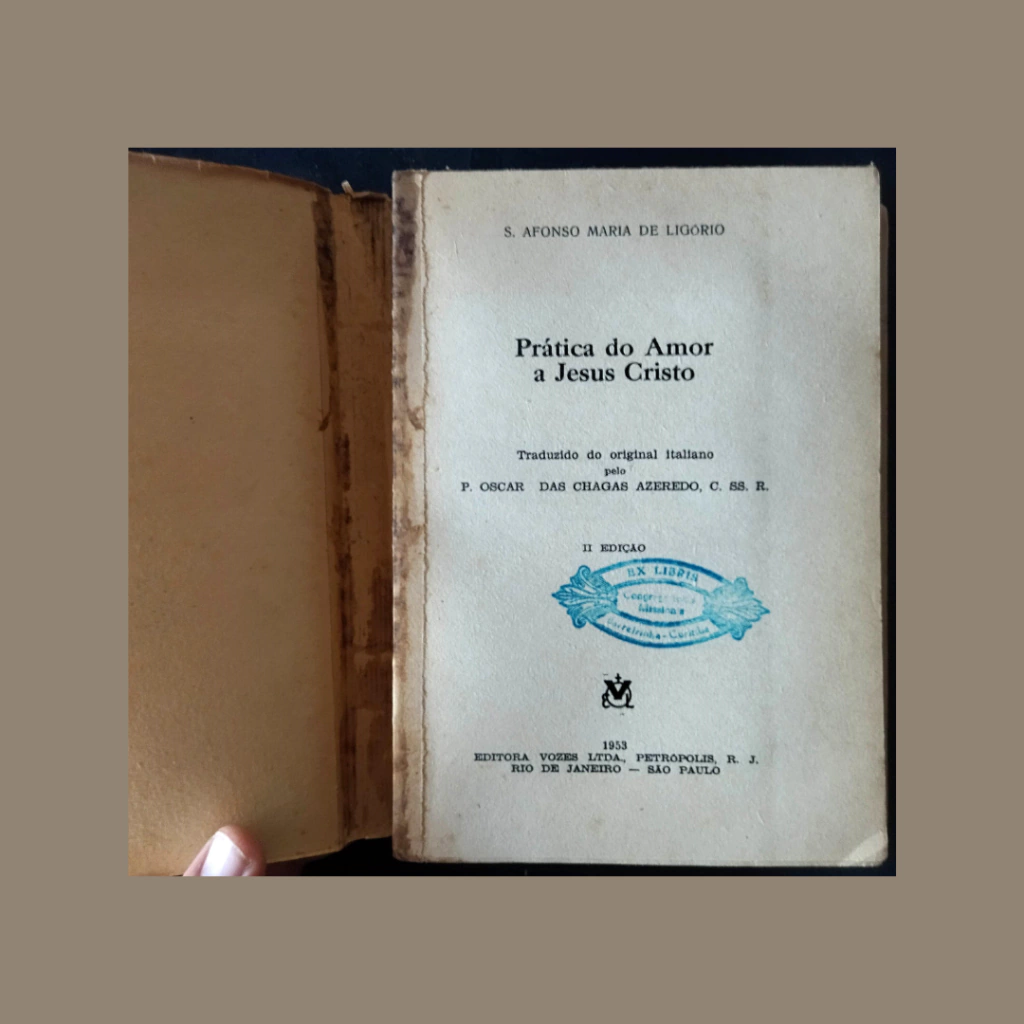 S. AFONSO MARIA DE LIGÓRIO
Prática do Amor
a Jesus Cristo
Traduzido do original italiano
pelo
P. OSCAR DAS CHAGAS AZEREDO, C. SS. R.
II EDIÇÃO
EX LIBRIS
1953
EDITORA VOZES LTDA., PETRÓPOLIS, R. J.
RIO DE JANEIRO — SÃO PAULO